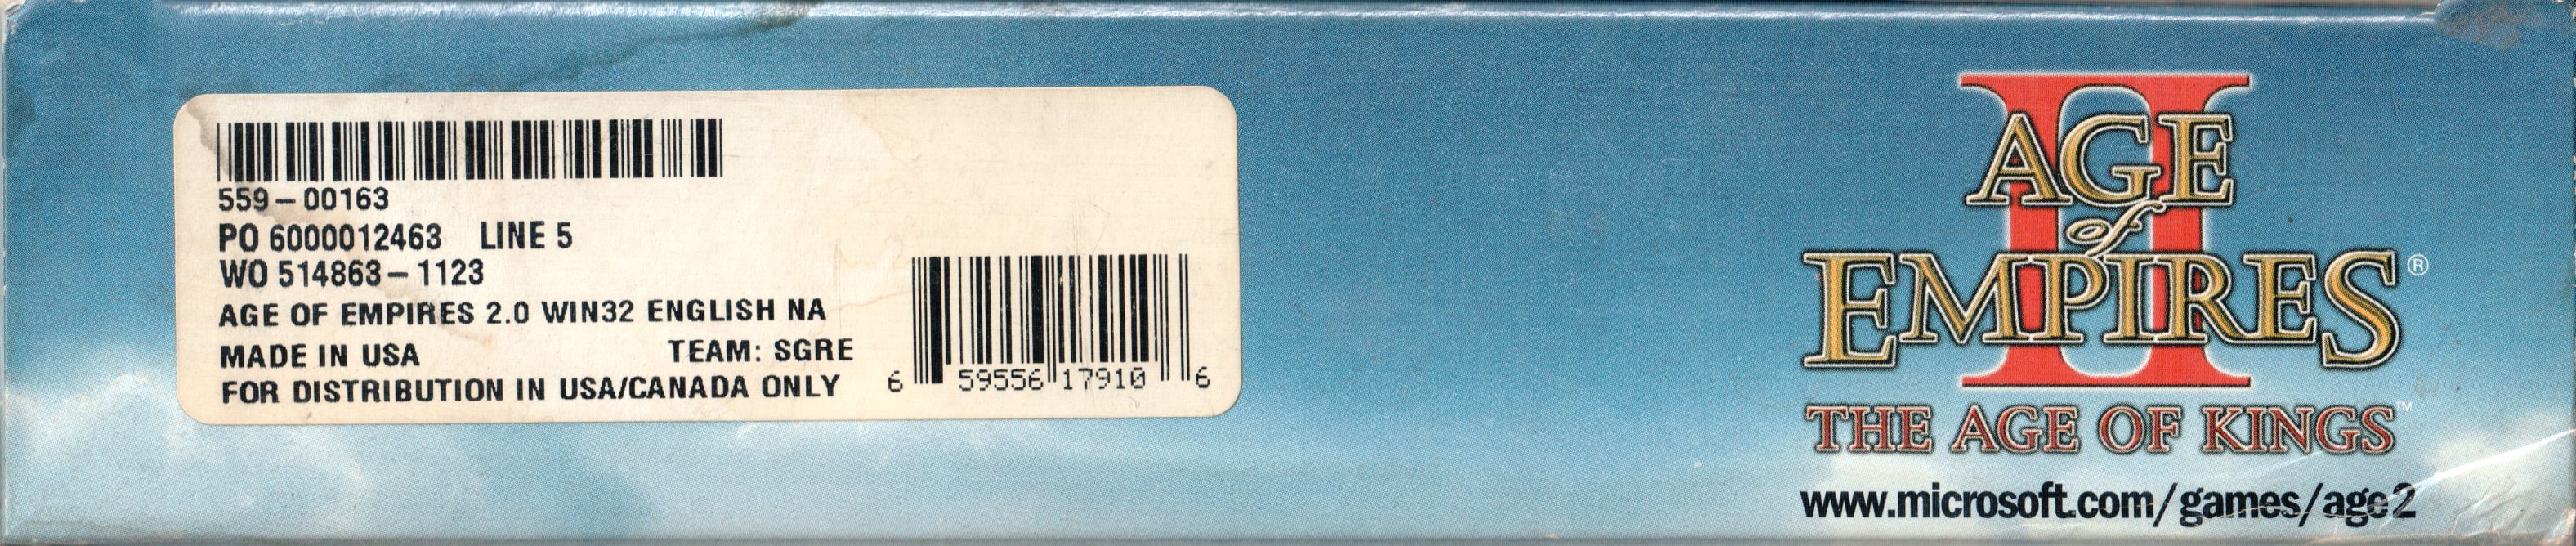 559-00163
PO 6000012463 LINE 5
WO 514863-1123
AGE OF EMPIRES 2.0 WIN32 ENGLISH NA
MADE IN USA TEAM: SGRE
FOR DISTRIBUTION IN USA/CANADA ONLY
6 59556 17910 6
II
AGE
of
EMPIRES®
THE AGE OF KINGS™
www.microsoft.com/games/age2